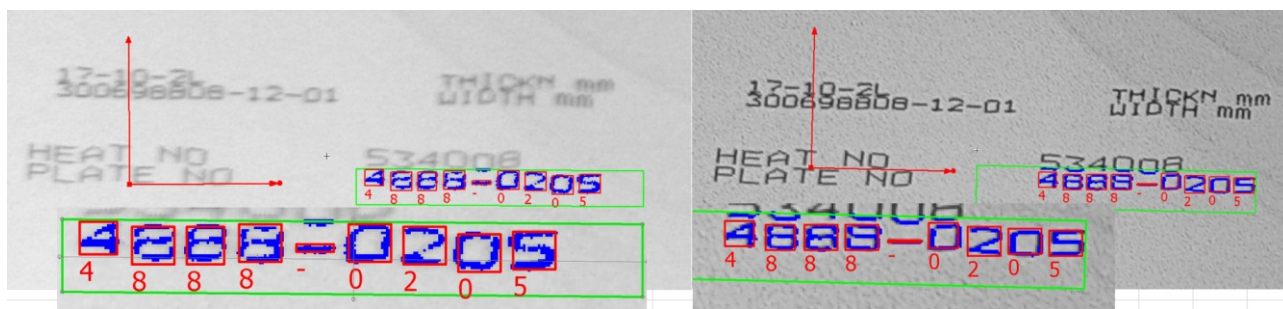 17-10-2L THICKN mm
300698808-12-01 WIDTH mm
HEAT NO 534008
PLATE NO 4888-0205
4 8 8 8 - 0 2 0 5
4888-0205
4 8 8 8 - 0 2 0 5
17-10-2L THICKN mm
300698808-12-01 WIDTH mm
HEAT NO 534008
PLATE NO 4888-0205
4 8 8 8 - 0 2 0 5
534008
4888-0205
4 8 8 8 - 0 2 0 5